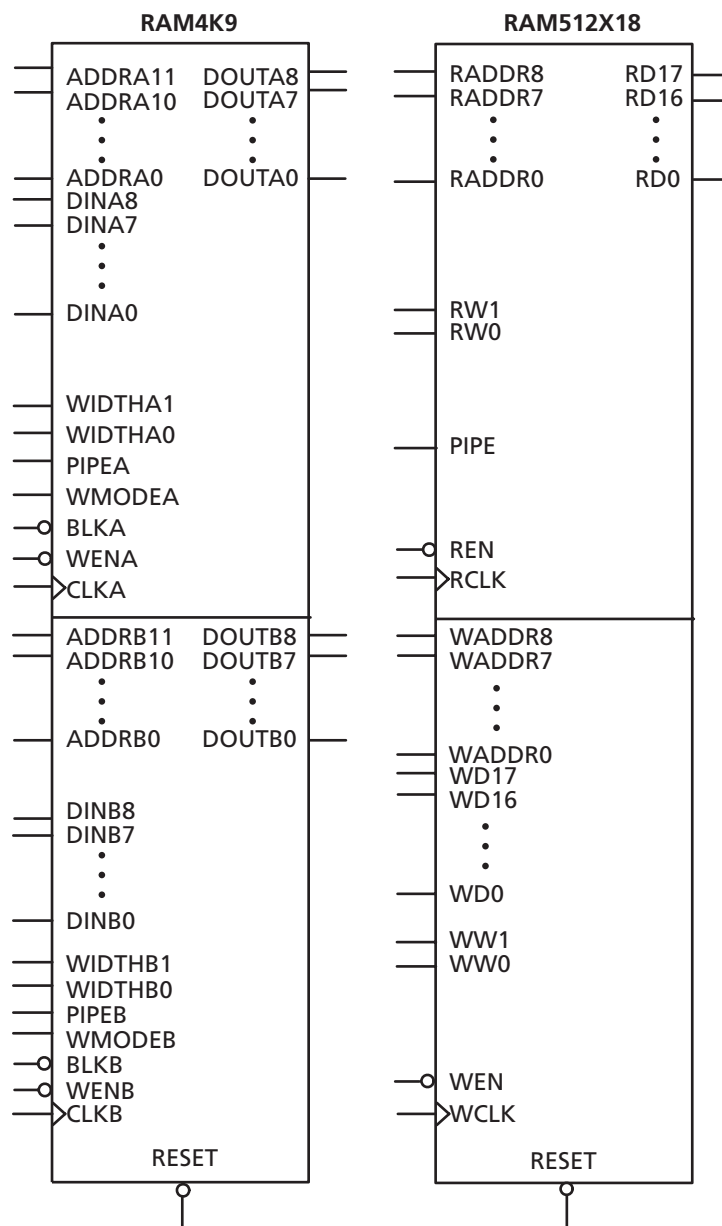 RAM4K9
ADDRA11 DOUTA8
ADDRA10 DOUTA7
ADDRA0 DOUTA0
DINA8
DINA7
DINA0
WIDTHA1
WIDTHA0
PIPEA
WMODEA
BLKA
WENA
CLKA
ADDRB11 DOUTB8
ADDRB10 DOUTB7
ADDRB0 DOUTB0
DINB8
DINB7
DINB0
WIDTHB1
WIDTHB0
PIPEB
WMODEB
BLKB
WENB
CLKB
RESET
RAM512X18
RADDR8 RD17
RADDR7 RD16
RADDR0 RD0
RW1
RW0
PIPE
REN
RCLK
WADDR8
WADDR7
WADDR0
WD17
WD16
WD0
WW1
WW0
WEN
WCLK
RESET